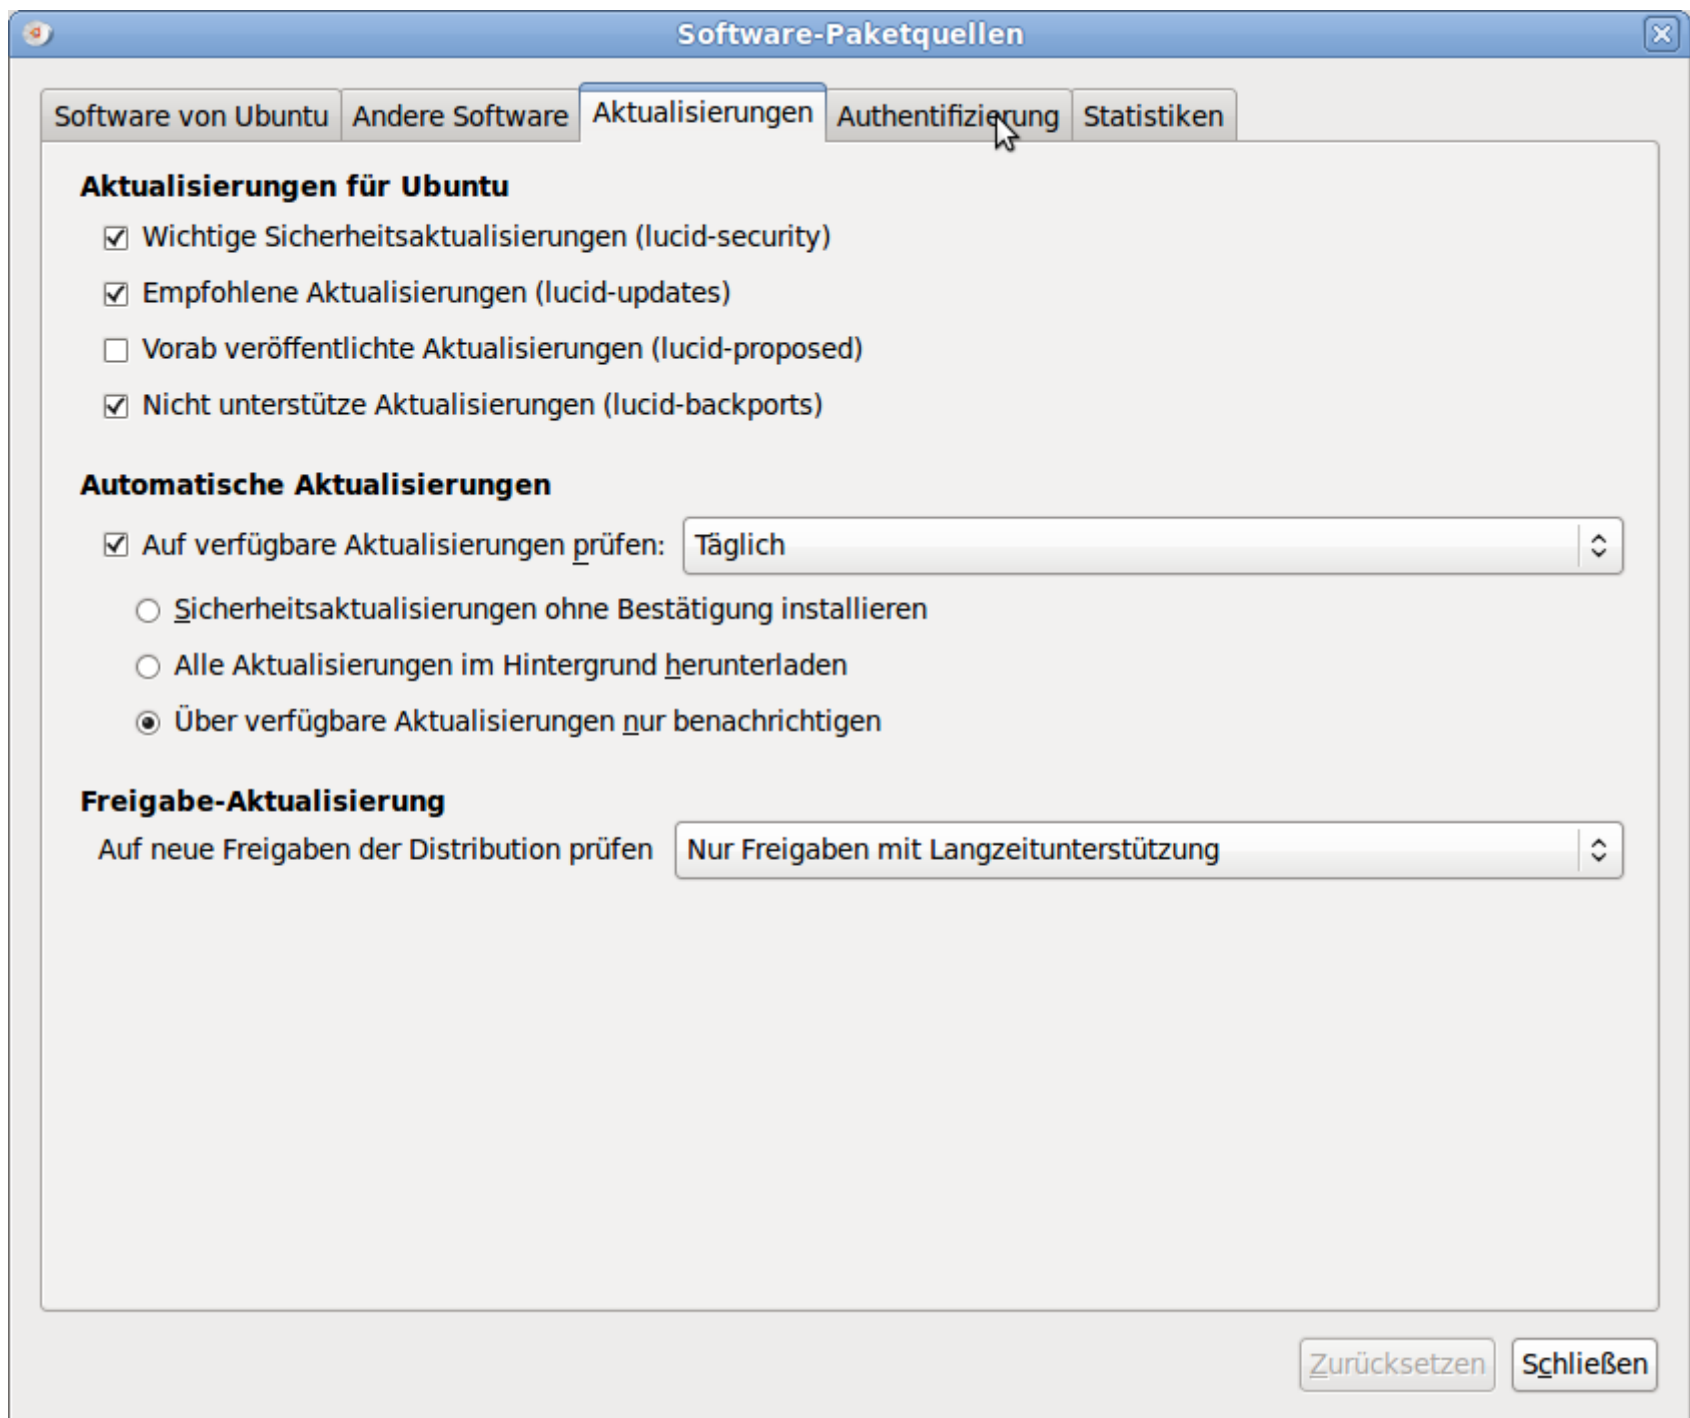 Software-Paketquellen
Software von Ubuntu Andere Software Aktualisierungen Authentifizierung Statistiken
Aktualisierungen für Ubuntu
Wichtige Sicherheitsaktualisierungen (lucid-security)
Empfohlene Aktualisierungen (lucid-updates)
Vorab veröffentlichte Aktualisierungen (lucid-proposed)
Nicht unterstütze Aktualisierungen (lucid-backports)
Automatische Aktualisierungen
Auf verfügbare Aktualisierungen prüfen: Täglich
Sicherheitsaktualisierungen ohne Bestätigung installieren
Alle Aktualisierungen im Hintergrund herunterladen
Über verfügbare Aktualisierungen nur benachrichtigen
Freigabe-Aktualisierung
Auf neue Freigaben der Distribution prüfen Nur Freigaben mit Langzeitunterstützung
Zurücksetzen Schließen